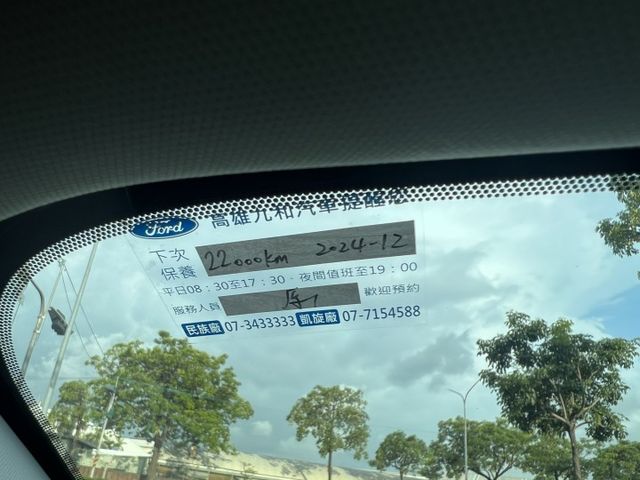 Ford 高雄九和汽車提醒您
下次保養 22000km 2024-12
平日08:30至17:30‧夜間值班至19:00
服務人員 歡迎預約
民族廠 07-3433333 凱旋廠 07-7154588